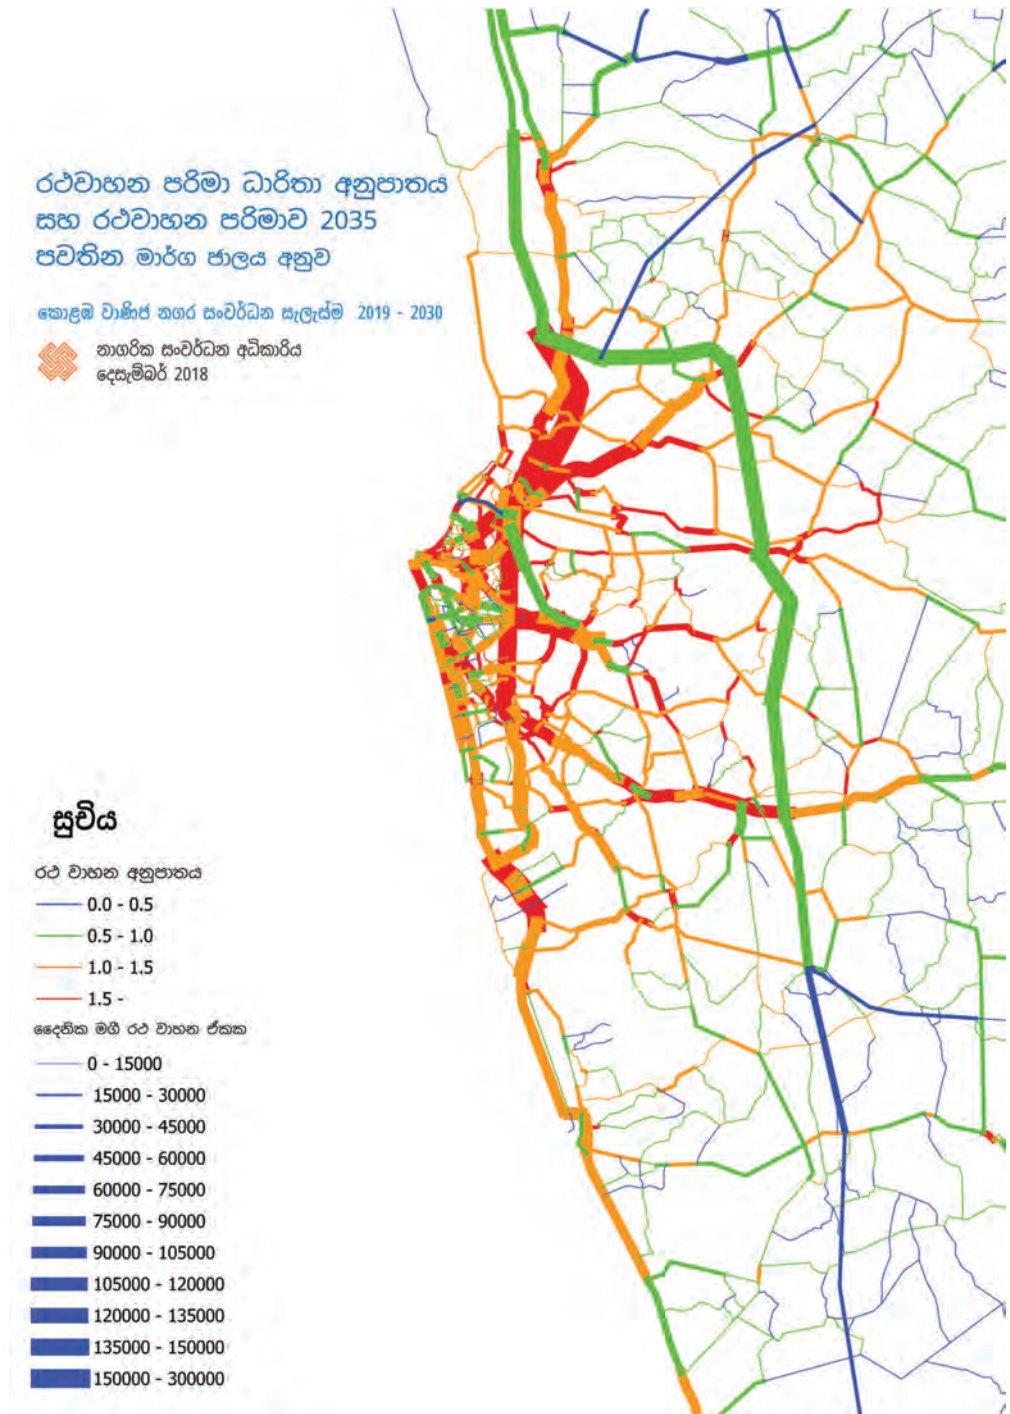 රථවාහන පරිමා ධාරිතා අනුපාතය
සහ රථවාහන පරිමාව 2035
පවතින මාර්ග ජාලය අනුව
කොළඹ වාණිජ නගර සංවර්ධන සැලැස්ම 2019 - 2030
නාගරික සංවර්ධන අධිකාරිය
දෙසැම්බර් 2018
සුචිය
රථ වාහන අනුපාතය
0.0 - 0.5
0.5 - 1.0
1.0 - 1.5
1.5 -
දෛනික මගී රථ වාහන ඒකක
0 - 15000
15000 - 30000
30000 - 45000
45000 - 60000
60000 - 75000
75000 - 90000
90000 - 105000
105000 - 120000
120000 - 135000
135000 - 150000
150000 - 300000